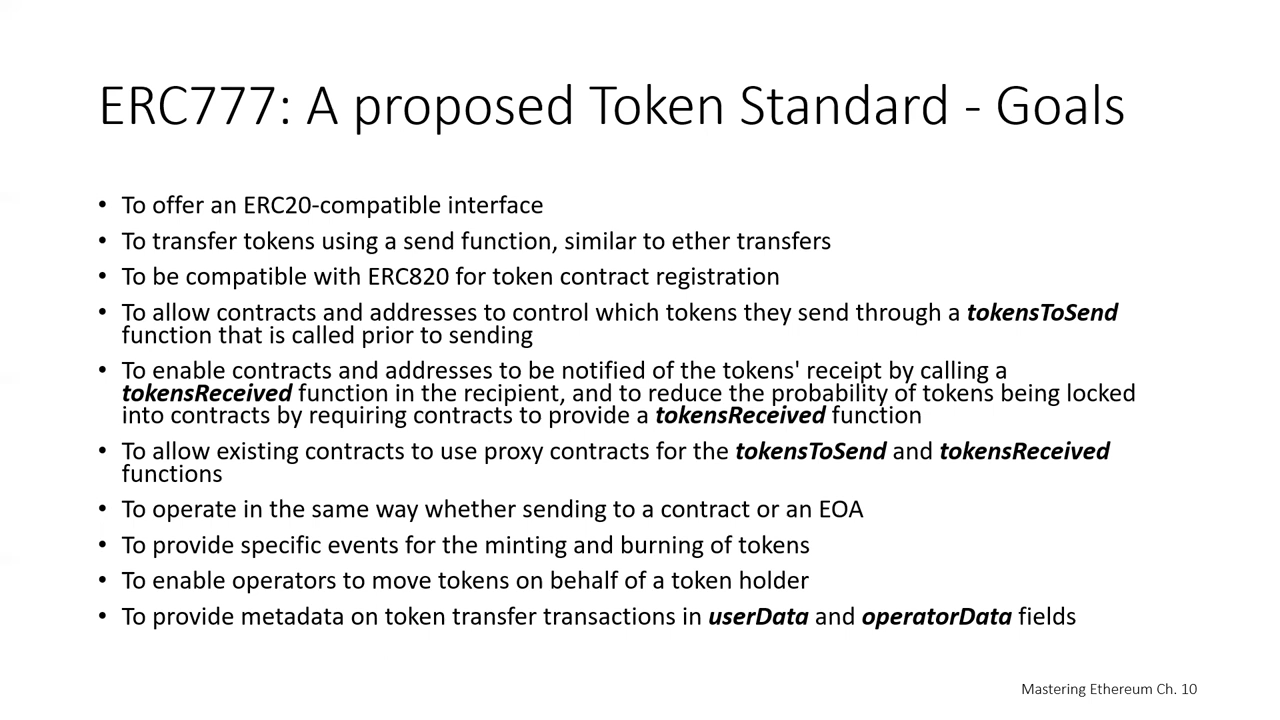 ERC777: A proposed Token Standard - Goals
• To offer an ERC20-compatible interface
• To transfer tokens using a send function, similar to ether transfers
• To be compatible with ERC820 for token contract registration
• To allow contracts and addresses to control which tokens they send through a tokensToSend
function that is called prior to sending
• To enable contracts and addresses to be notified of the tokens' receipt by calling a
tokensReceived function in the recipient, and to reduce the probability of tokens being locked
into contracts by requiring contracts to provide a tokensReceived function
• To allow existing contracts to use proxy contracts for the tokensToSend and tokensReceived
functions
• To operate in the same way whether sending to a contract or an EOA
• To provide specific events for the minting and burning of tokens
• To enable operators to move tokens on behalf of a token holder
• To provide metadata on token transfer transactions in userData and operatorData fields
Mastering Ethereum Ch. 10